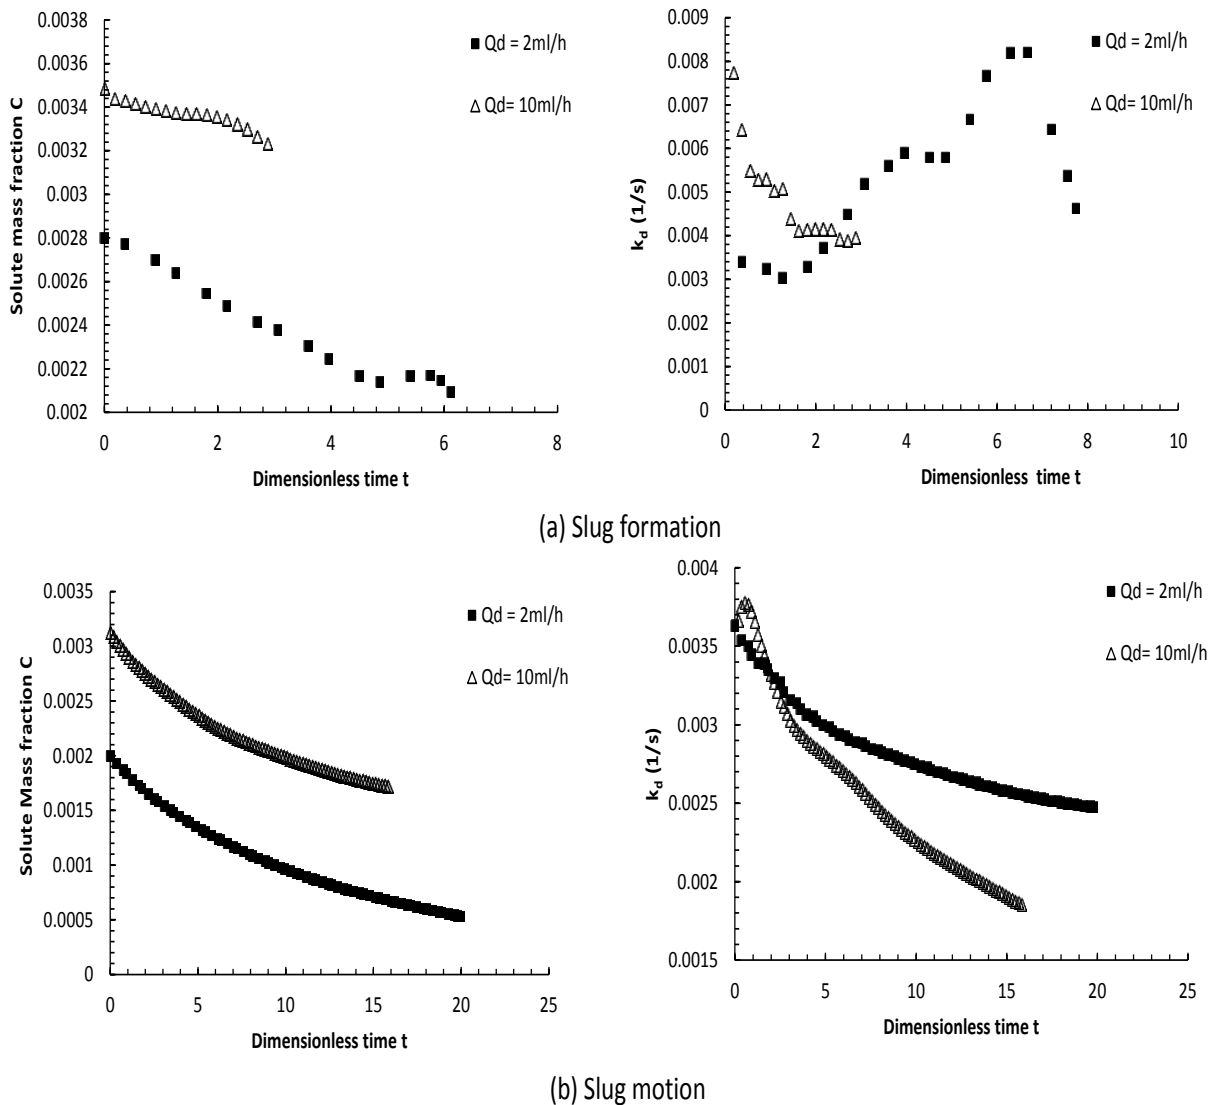 Solute mass fraction C
0.0038
0.0036
0.0034
0.0032
0.003
0.0028
0.0026
0.0024
0.0022
0.002
0 2 4 6 8
Dimensionless time t
Qd = 2ml/h
Qd= 10ml/h
k_d (1/s)
0.009
0.008
0.007
0.006
0.005
0.004
0.003
0.002
0.001
0
0 2 4 6 8 10
Dimensionless time t
Qd = 2ml/h
Qd= 10ml/h
(a) Slug formation
Solute Mass fraction C
0.0035
0.003
0.0025
0.002
0.0015
0.001
0.0005
0
0 5 10 15 20 25
Dimensionless time t
Qd = 2ml/h
Qd= 10ml/h
k_d (1/s)
0.004
0.0035
0.003
0.0025
0.002
0.0015
0 5 10 15 20 25
Dimensionless time t
Qd = 2ml/h
Qd= 10ml/h
(b) Slug motion